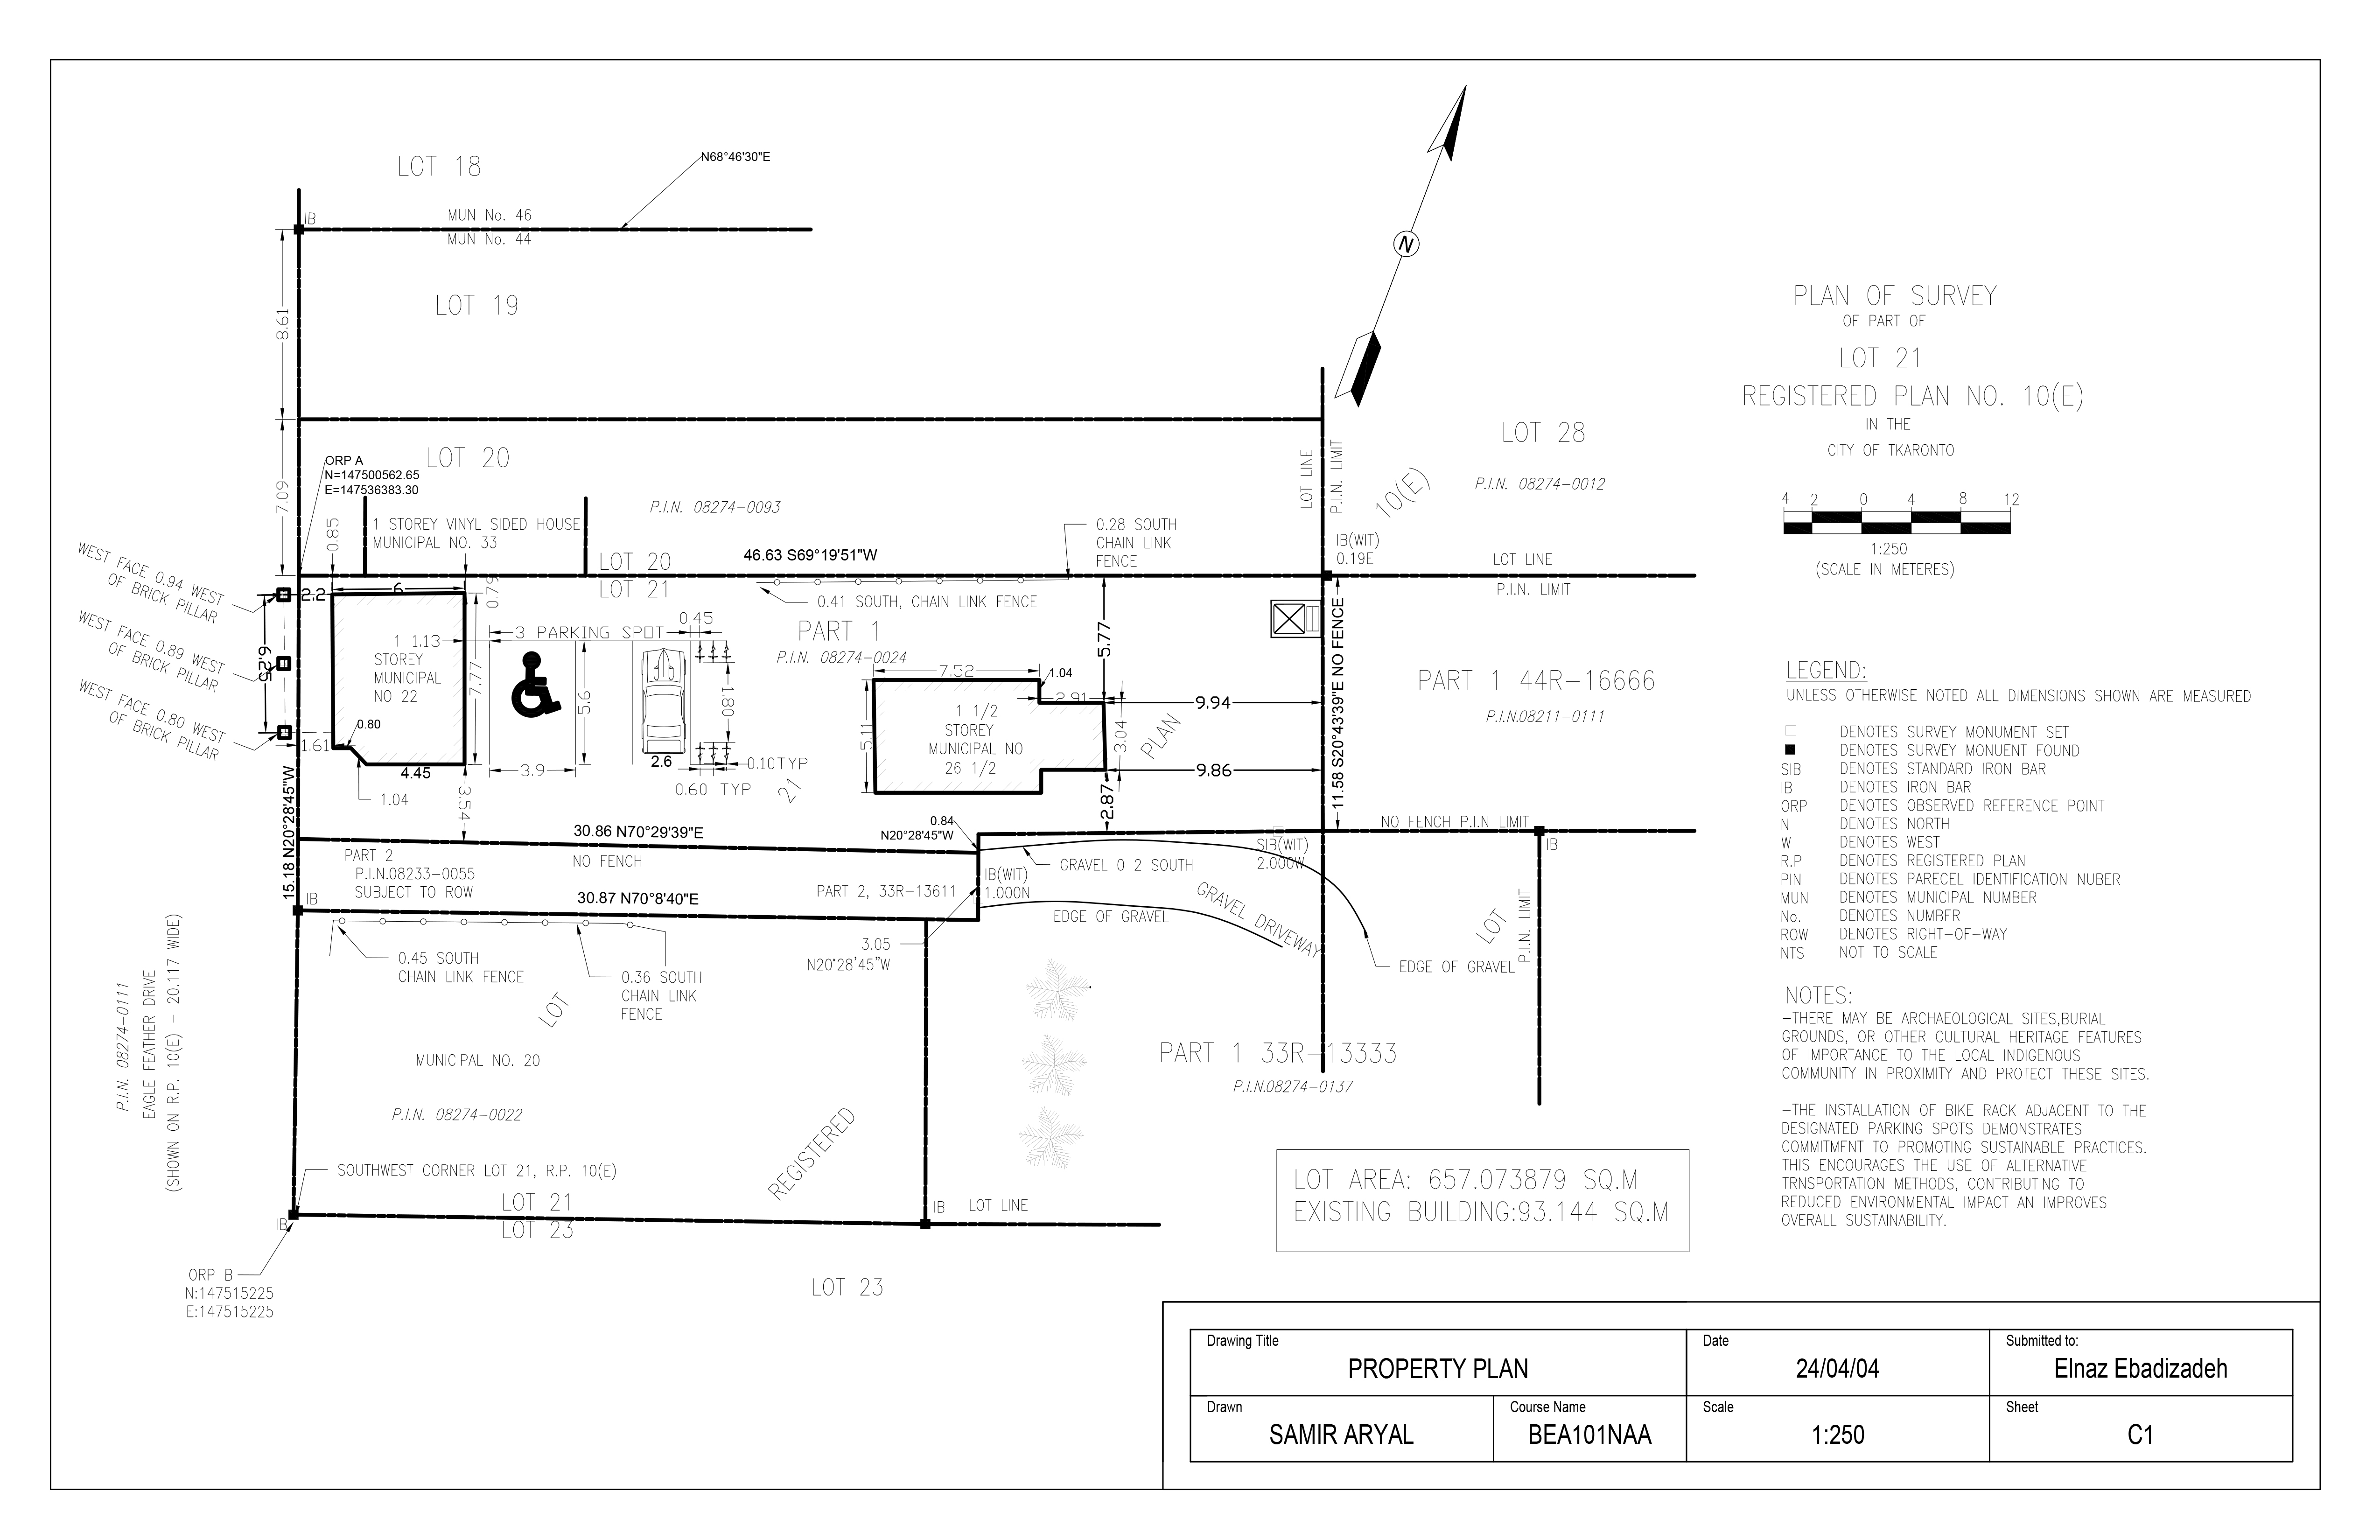 LOT 18
N68°46'30"E
IB
MUN No. 46
MUN No. 44
LOT 19
8.61
N
PLAN OF SURVEY
OF PART OF
LOT 21
REGISTERED PLAN NO. 10(E)
IN THE
CITY OF TKARONTO
4 2 0 4 8 12
1:250
(SCALE IN METERES)
LOT 20
7.09
ORP A
N=147500562.65
E=147536383.30
P.I.N. 08274-0093
0.85
1 STOREY VINYL SIDED HOUSE
MUNICIPAL NO. 33
LOT 20
LOT 21
46.63 S69°19'51"W
0.28 SOUTH
CHAIN LINK
FENCE
0.41 SOUTH, CHAIN LINK FENCE
LOT LINE
P.I.N. LIMIT
10(E)
LOT 28
P.I.N. 08274-0012
IB(WIT)
0.19E
LOT LINE
P.I.N. LIMIT
WEST FACE 0.94 WEST
OF BRICK PILLAR
WEST FACE 0.89 WEST
OF BRICK PILLAR
WEST FACE 0.80 WEST
OF BRICK PILLAR
2.2
6
0.76
6.25
1 1.13
STOREY
MUNICIPAL
NO 22
7.77
0.80
1.61
4.45
1.04
3.54
3 PARKING SPOT
0.45
5.6
3.9
2.6
1.80
0.10TYP
0.60 TYP
21
PART 1
P.I.N. 08274-0024
7.52
1.04
2.91
5.11
1 1/2
STOREY
MUNICIPAL NO
26 1/2
3.04
5.77
9.94
9.86
2.87
PLAN
11.58 S20°43'39"E NO FENCE
PART 1 44R-16666
P.I.N.08211-0111
LEGEND:
UNLESS OTHERWISE NOTED ALL DIMENSIONS SHOWN ARE MEASURED
DENOTES SURVEY MONUMENT SET
DENOTES SURVEY MONUENT FOUND
SIB DENOTES STANDARD IRON BAR
IB DENOTES IRON BAR
ORP DENOTES OBSERVED REFERENCE POINT
N DENOTES NORTH
W DENOTES WEST
R.P DENOTES REGISTERED PLAN
PIN DENOTES PARECEL IDENTIFICATION NUBER
MUN DENOTES MUNICIPAL NUMBER
No. DENOTES NUMBER
ROW DENOTES RIGHT-OF-WAY
NTS NOT TO SCALE
15.18 N20°28'45"W
30.86 N70°29'39"E
NO FENCH
PART 2
P.I.N.08233-0055
SUBJECT TO ROW
0.84
N20°28'45"W
NO FENCH P.I.N LIMIT
IB
SIB(WIT)
2.000W
GRAVEL 0 2 SOUTH
IB(WIT)
1.000N
PART 2, 33R-13611
IB
30.87 N70°8'40"E
EDGE OF GRAVEL
GRAVEL DRIVEWAY
LOT
P.I.N. LIMIT
EDGE OF GRAVEL
3.05
N20°28'45"W
0.45 SOUTH
CHAIN LINK FENCE
0.36 SOUTH
CHAIN LINK
FENCE
LOT
P.I.N. 08274-0111
EAGLE FEATHER DRIVE
(SHOWN ON R.P. 10(E) - 20.117 WIDE)
MUNICIPAL NO. 20
P.I.N. 08274-0022
REGISTERED
PART 1 33R-13333
P.I.N.08274-0137
NOTES:
-THERE MAY BE ARCHAEOLOGICAL SITES,BURIAL
GROUNDS, OR OTHER CULTURAL HERITAGE FEATURES
OF IMPORTANCE TO THE LOCAL INDIGENOUS
COMMUNITY IN PROXIMITY AND PROTECT THESE SITES.
-THE INSTALLATION OF BIKE RACK ADJACENT TO THE
DESIGNATED PARKING SPOTS DEMONSTRATES
COMMITMENT TO PROMOTING SUSTAINABLE PRACTICES.
THIS ENCOURAGES THE USE OF ALTERNATIVE
TRNSPORTATION METHODS, CONTRIBUTING TO
REDUCED ENVIRONMENTAL IMPACT AN IMPROVES
OVERALL SUSTAINABILITY.
SOUTHWEST CORNER LOT 21, R.P. 10(E)
LOT 21
LOT 23
IB
IB
LOT LINE
LOT AREA: 657.073879 SQ.M
EXISTING BUILDING:93.144 SQ.M
ORP B
N:147515225
E:147515225
LOT 23
Drawing Title
PROPERTY PLAN
Date
24/04/04
Submitted to:
Elnaz Ebadizadeh
Drawn
SAMIR ARYAL
Course Name
BEA101NAA
Scale
1:250
Sheet
C1